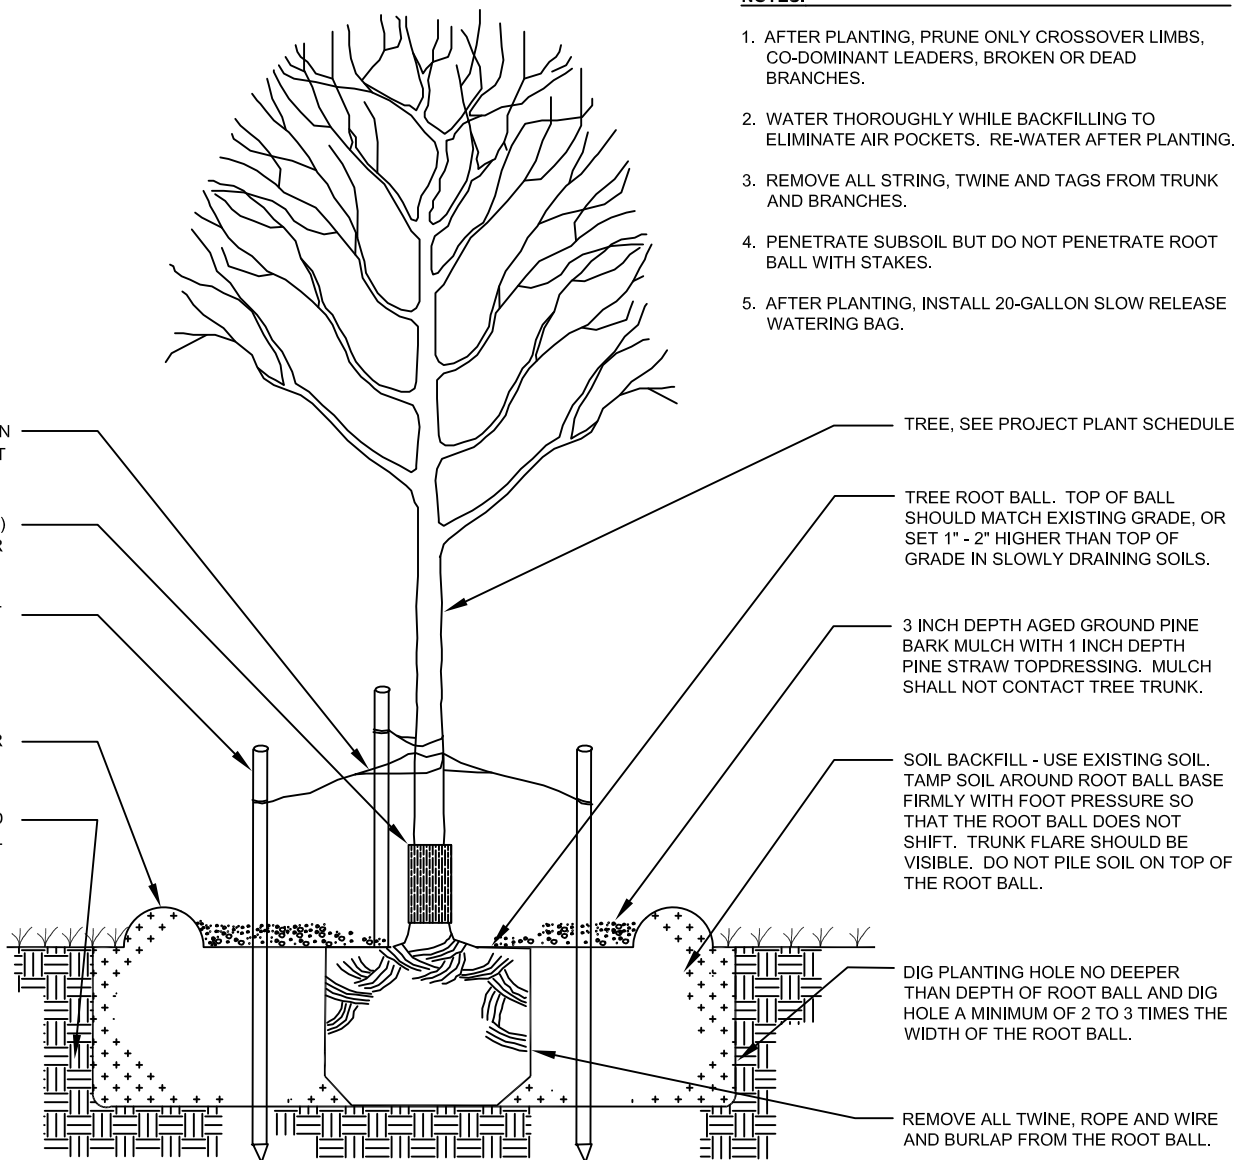 NOTES:
1. AFTER PLANTING, PRUNE ONLY CROSSOVER LIMBS,
CO-DOMINANT LEADERS, BROKEN OR DEAD
BRANCHES.
2. WATER THOROUGHLY WHILE BACKFILLING TO
ELIMINATE AIR POCKETS. RE-WATER AFTER PLANTING.
3. REMOVE ALL STRING, TWINE AND TAGS FROM TRUNK
AND BRANCHES.
4. PENETRATE SUBSOIL BUT DO NOT PENETRATE ROOT
BALL WITH STAKES.
5. AFTER PLANTING, INSTALL 20-GALLON SLOW RELEASE
WATERING BAG.
TREE, SEE PROJECT PLANT SCHEDULE
TREE ROOT BALL. TOP OF BALL
SHOULD MATCH EXISTING GRADE, OR
SET 1" - 2" HIGHER THAN TOP OF
GRADE IN SLOWLY DRAINING SOILS.
3 INCH DEPTH AGED GROUND PINE
BARK MULCH WITH 1 INCH DEPTH
PINE STRAW TOPDRESSING. MULCH
SHALL NOT CONTACT TREE TRUNK.
SOIL BACKFILL - USE EXISTING SOIL.
TAMP SOIL AROUND ROOT BALL BASE
FIRMLY WITH FOOT PRESSURE SO
THAT THE ROOT BALL DOES NOT
SHIFT. TRUNK FLARE SHOULD BE
VISIBLE. DO NOT PILE SOIL ON TOP OF
THE ROOT BALL.
DIG PLANTING HOLE NO DEEPER
THAN DEPTH OF ROOT BALL AND DIG
HOLE A MINIMUM OF 2 TO 3 TIMES THE
WIDTH OF THE ROOT BALL.
REMOVE ALL TWINE, ROPE AND WIRE
AND BURLAP FROM THE ROOT BALL.